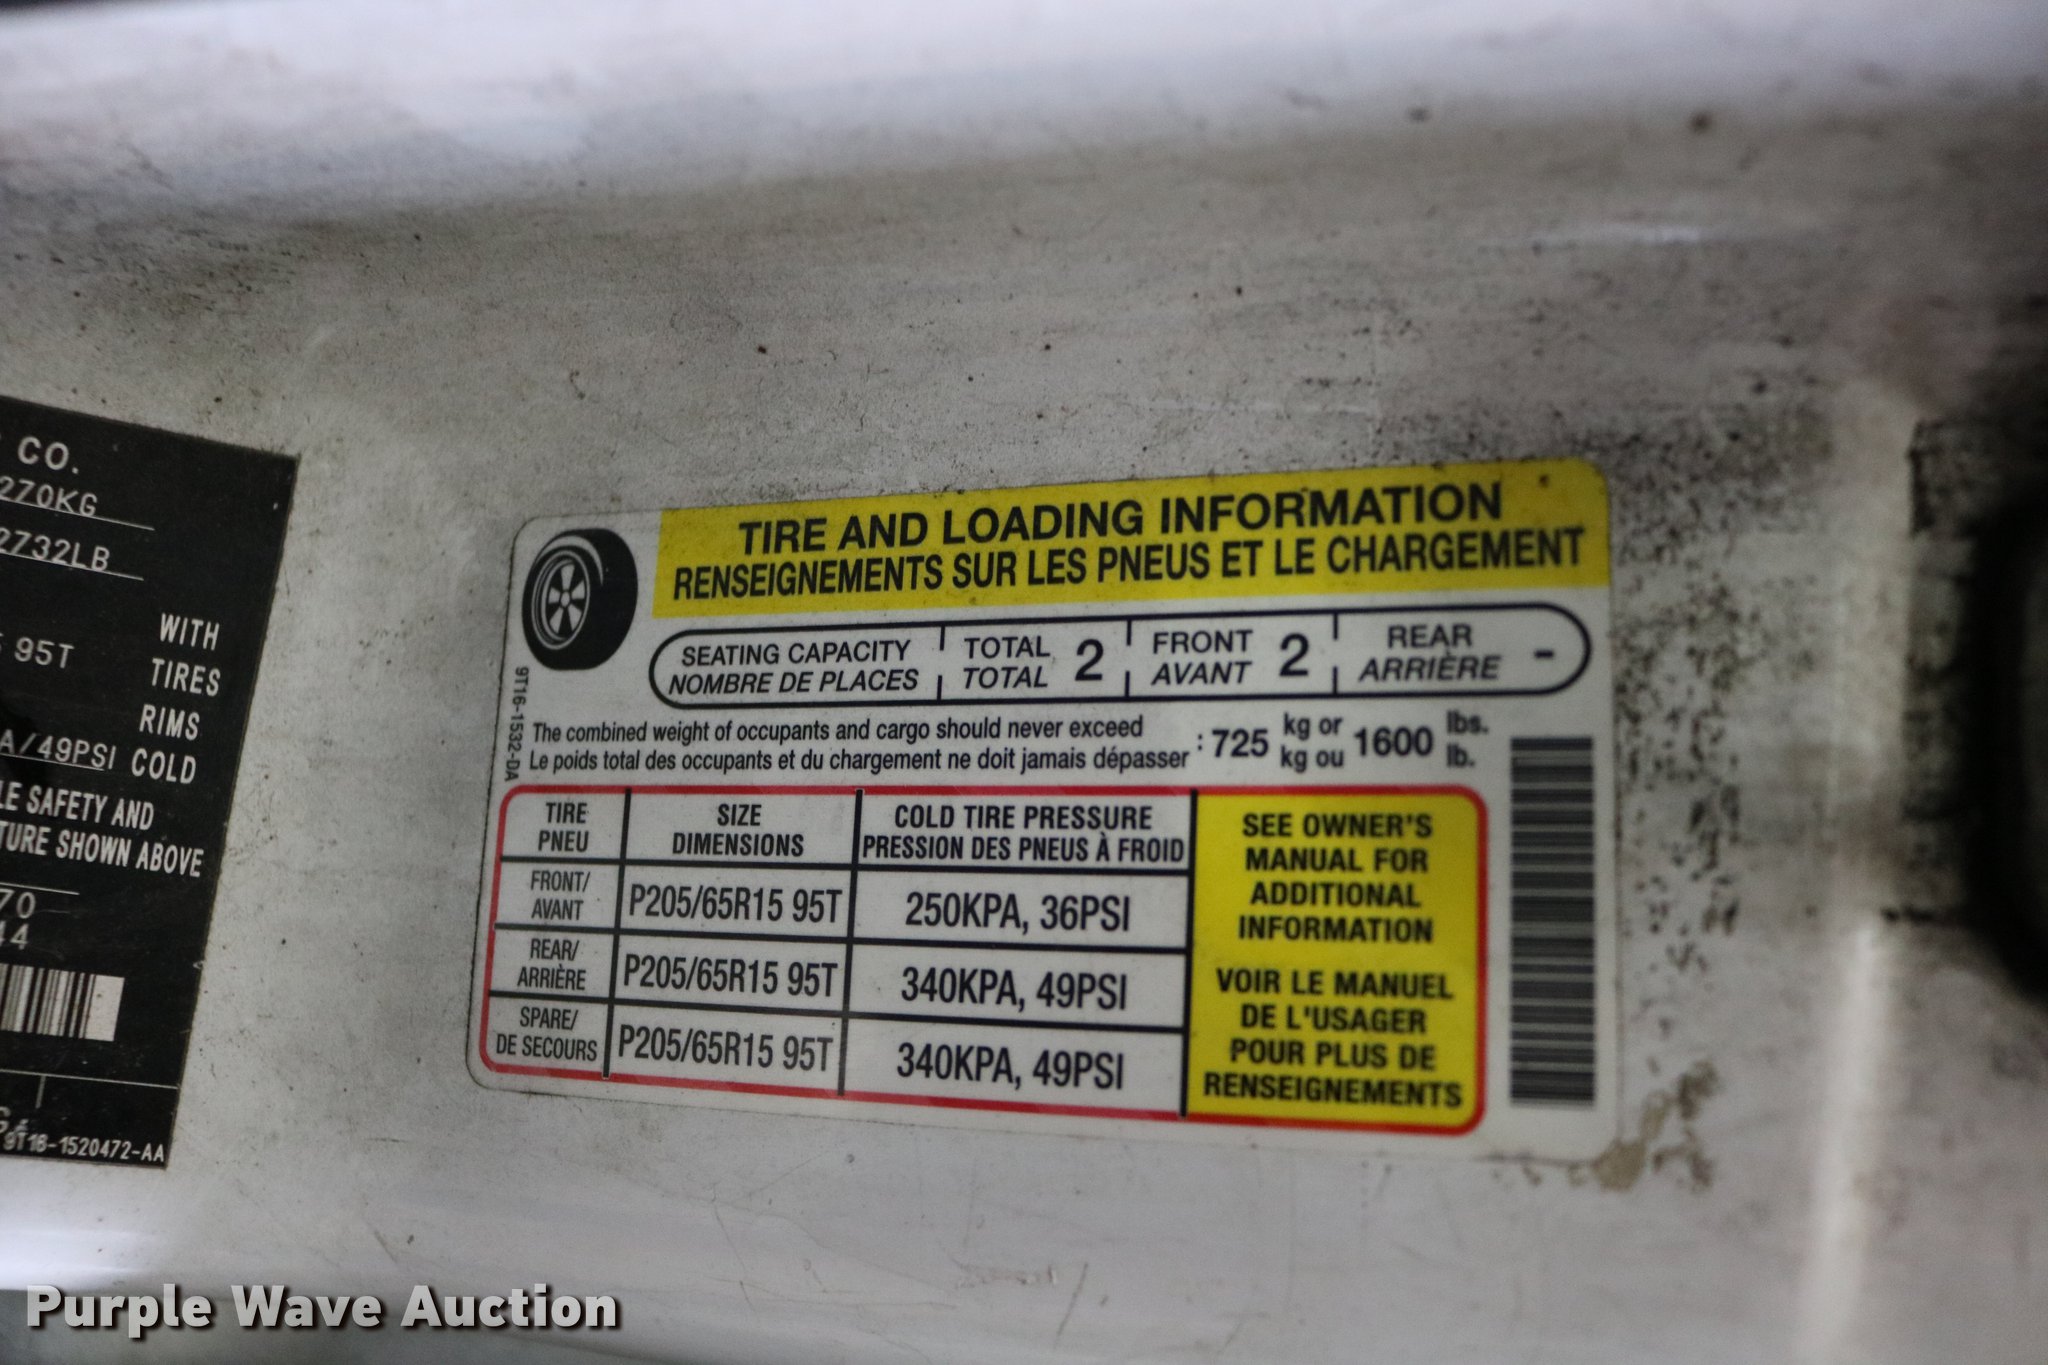 CO.
270KG
2732LB
WITH
95T TIRES
RIMS
A/49PSI COLD
LE SAFETY AND
TURE SHOWN ABOVE
70
44
9T16-1520472-AA
TIRE AND LOADING INFORMATION
RENSEIGNEMENTS SUR LES PNEUS ET LE CHARGEMENT
SEATING CAPACITY TOTAL 2 FRONT 2 REAR -
NOMBRE DE PLACES TOTAL AVANT ARRIÈRE
9T16-1532-DA
The combined weight of occupants and cargo should never exceed : 725 kg or 1600 lbs.
Le poids total des occupants et du chargement ne doit jamais dépasser kg ou lb.
TIRE SIZE COLD TIRE PRESSURE
PNEU DIMENSIONS PRESSION DES PNEUS À FROID
FRONT/ P205/65R15 95T 250KPA, 36PSI
AVANT
REAR/ P205/65R15 95T 340KPA, 49PSI
ARRIÈRE
SPARE/ P205/65R15 95T 340KPA, 49PSI
DE SECOURS
SEE OWNER'S
MANUAL FOR
ADDITIONAL
INFORMATION
VOIR LE MANUEL
DE L'USAGER
POUR PLUS DE
RENSEIGNEMENTS
Purple Wave Auction